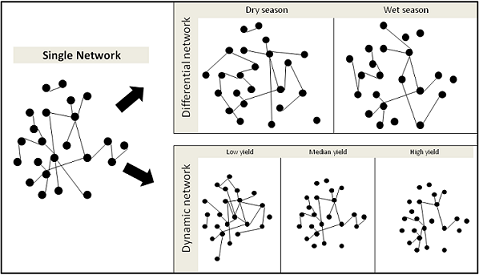 Single Network
Differential network
Dry season
Wet season
Dynamic network
Low yield
Median yield
High yield